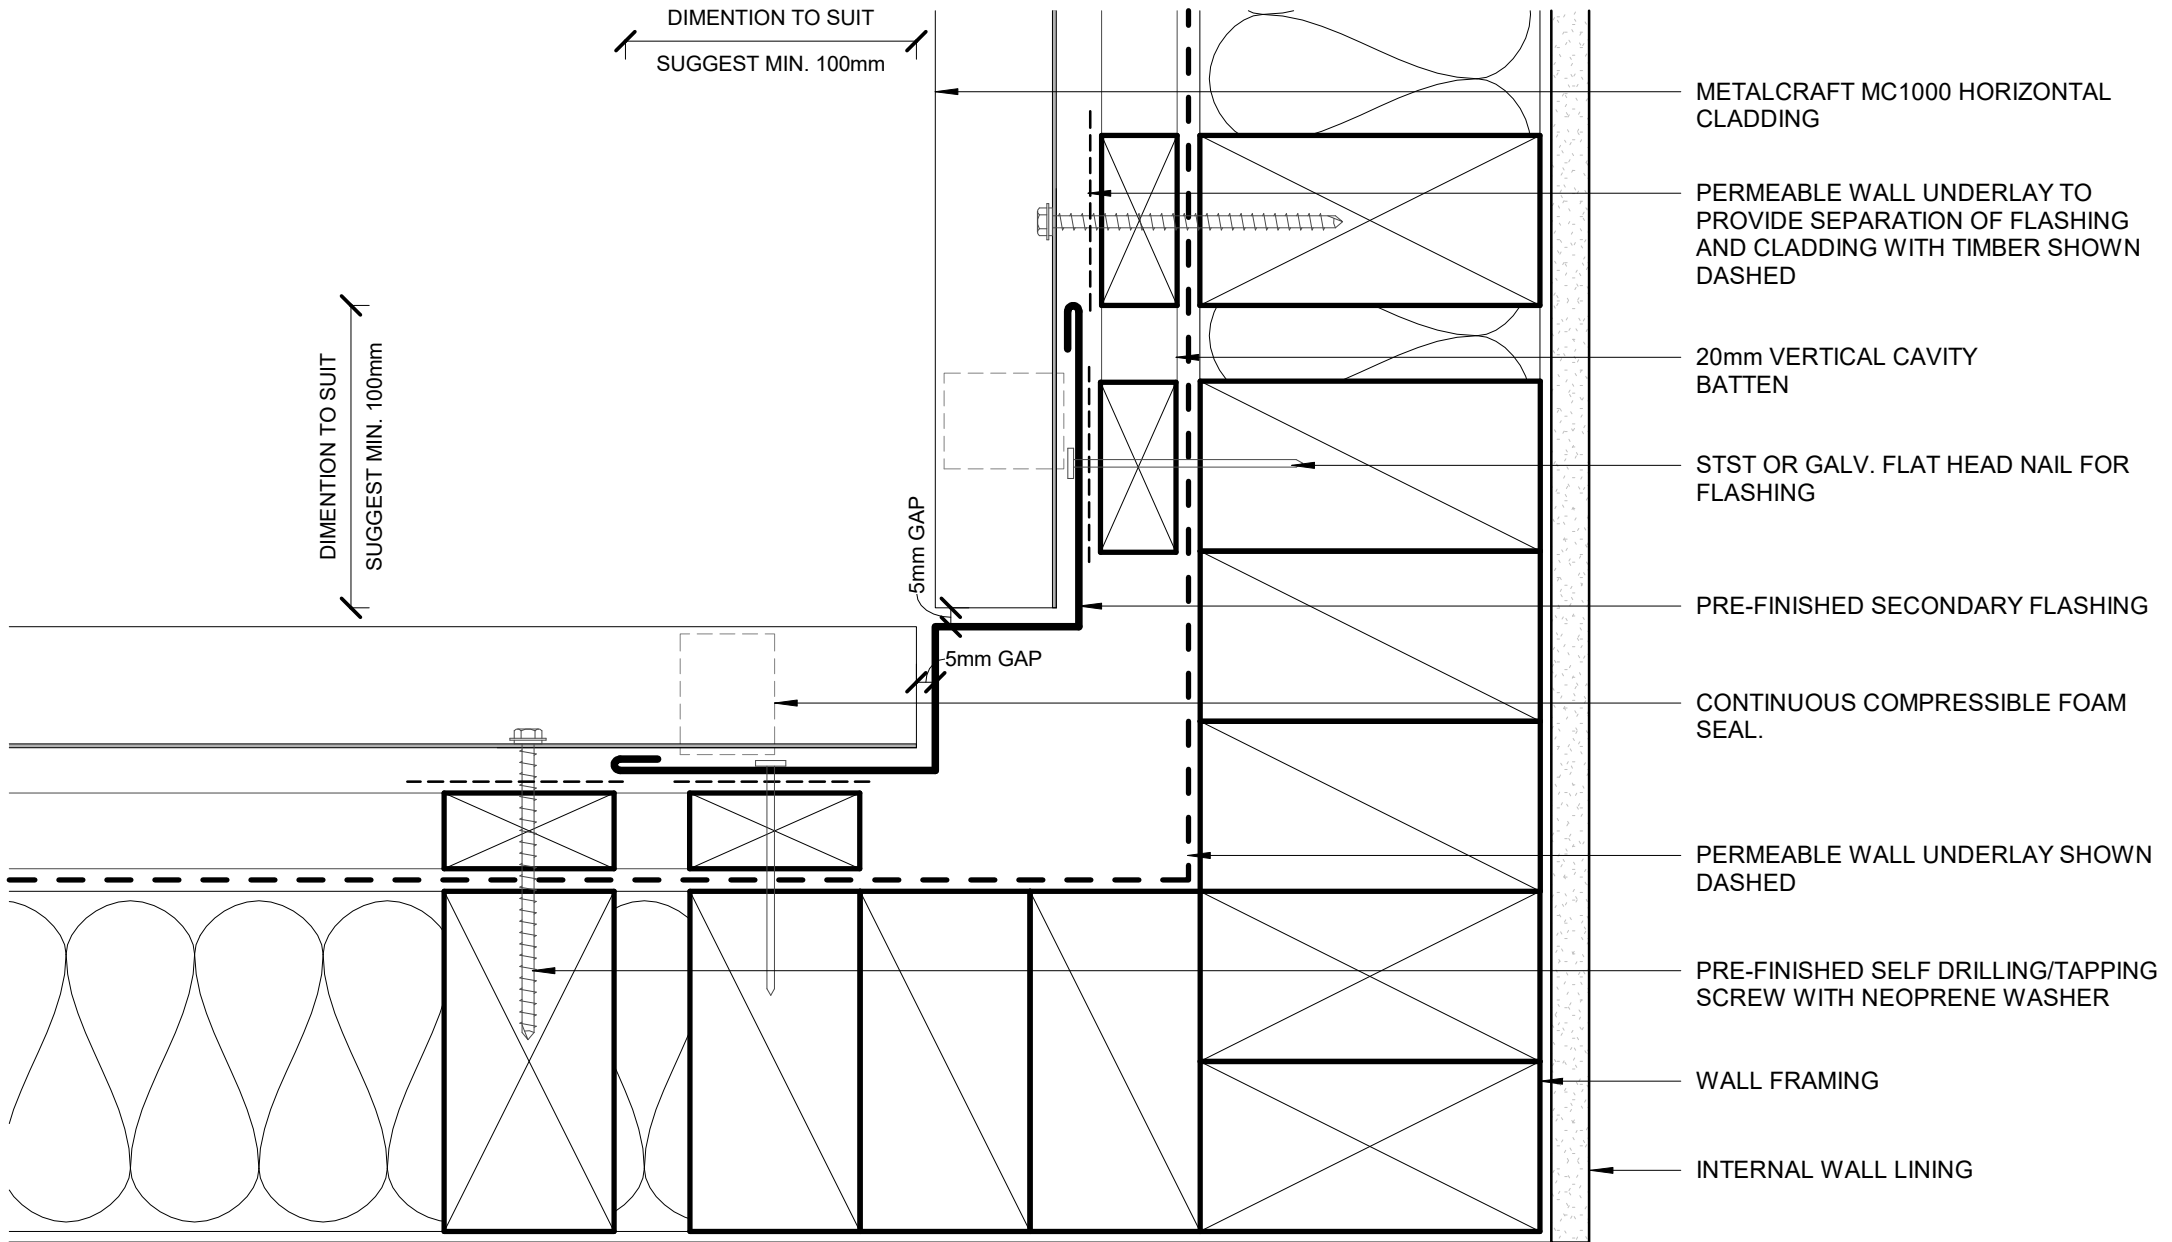 DIMENTION TO SUIT
SUGGEST MIN. 100mm
METALCRAFT MC1000 HORIZONTAL
CLADDING
PERMEABLE WALL UNDERLAY TO
PROVIDE SEPARATION OF FLASHING
AND CLADDING WITH TIMBER SHOWN
DASHED
DIMENTION TO SUIT
SUGGEST MIN. 100mm
20mm VERTICAL CAVITY
BATTEN
STST OR GALV. FLAT HEAD NAIL FOR
FLASHING
5mm GAP
PRE-FINISHED SECONDARY FLASHING
5mm GAP
CONTINUOUS COMPRESSIBLE FOAM
SEAL.
PERMEABLE WALL UNDERLAY SHOWN
DASHED
PRE-FINISHED SELF DRILLING/TAPPING
SCREW WITH NEOPRENE WASHER
WALL FRAMING
INTERNAL WALL LINING